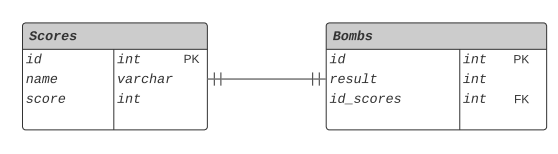 Scores
id int PK
name varchar
score int
Bombs
id int PK
result int
id_scores int FK